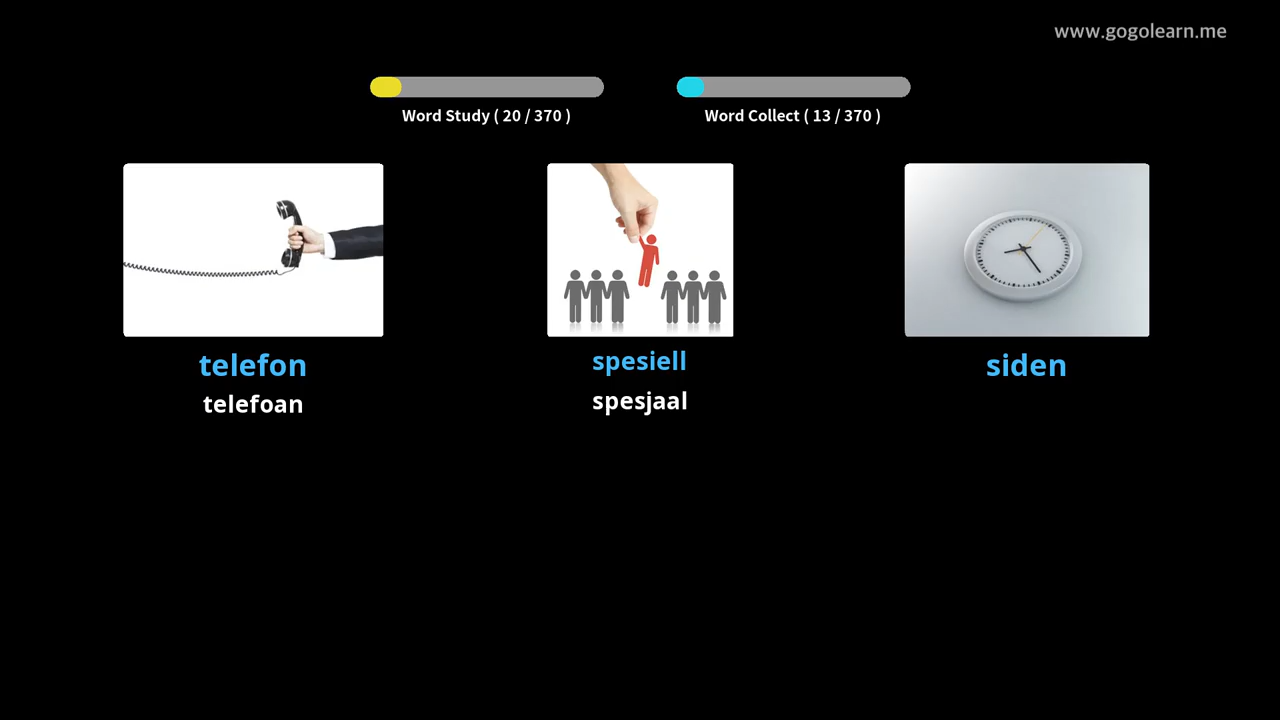 www.gogolearn.me
Word Study ( 20 / 370 )
Word Collect ( 13 / 370 )
telefon
telefoan
spesiell
spesjaal
siden